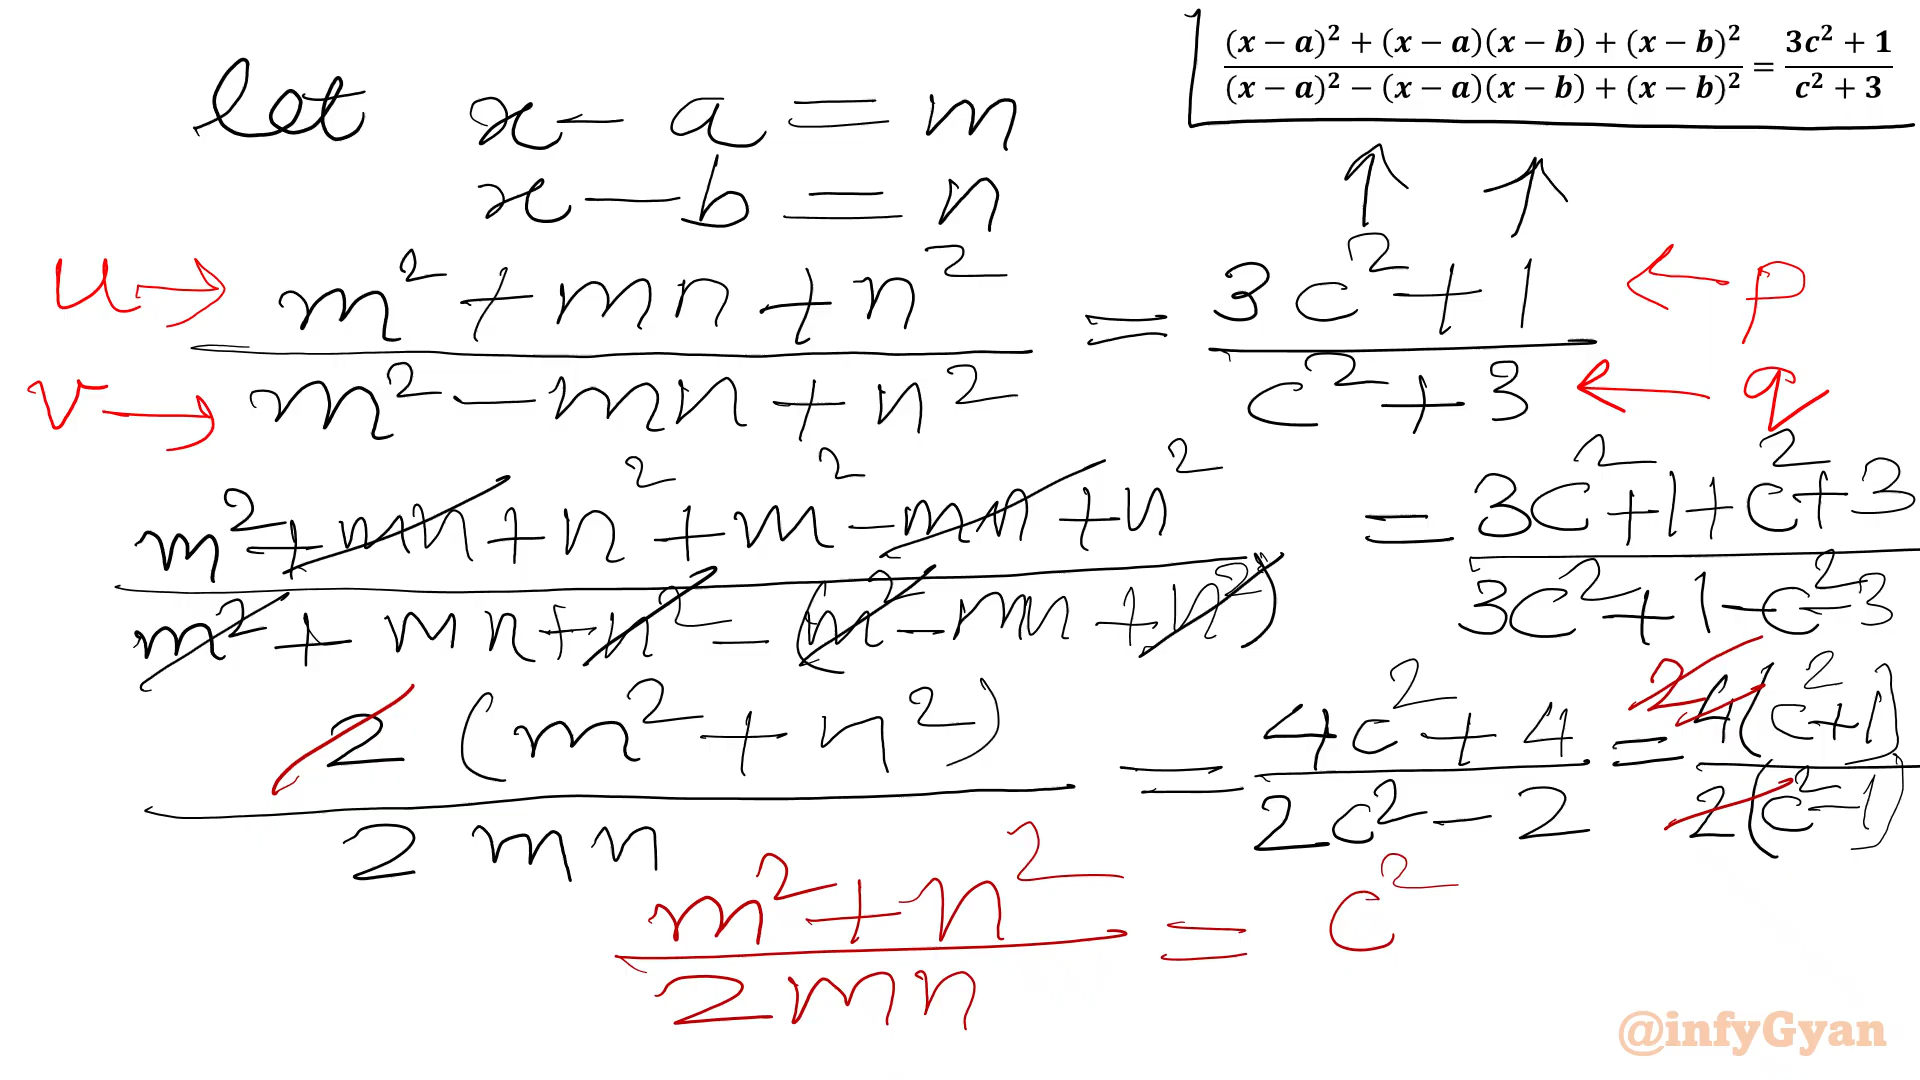 (x − a)² + (x − a)(x − b) + (x − b)² / (x − a)² − (x − a)(x − b) + (x − b)² = 3c² + 1 / c² + 3
let x − a = m
x − b = n
u → m² + mn + n² = 3c² + 1 ← p
v → m² − mn + n² c² + 3 ← q
m² + mn + n² + m² − mn + n² = 3c² + 1 + c² + 3
m² + mn + n² − (m² − mn + n²) 3c² + 1 − c² − 3
2 (m² + n²) = 4c² + 4 = 2 4(c² + 1)
2 mn 2c² − 2 2(c² − 1)
m² + n² = c²
2mn
@infyGyan